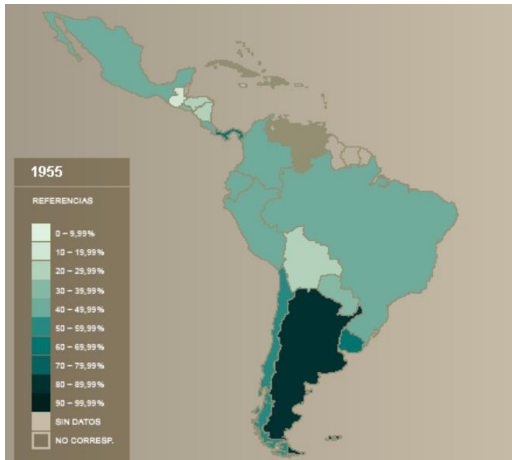 1955
REFERENCIAS
0 – 9,99%
10 – 19,99%
20 – 29,99%
30 – 39,99%
40 – 49,99%
50 – 59,99%
60 – 69,99%
70 – 79,99%
80 – 89,99%
90 – 99,99%
SIN DATOS
NO CORRESP.